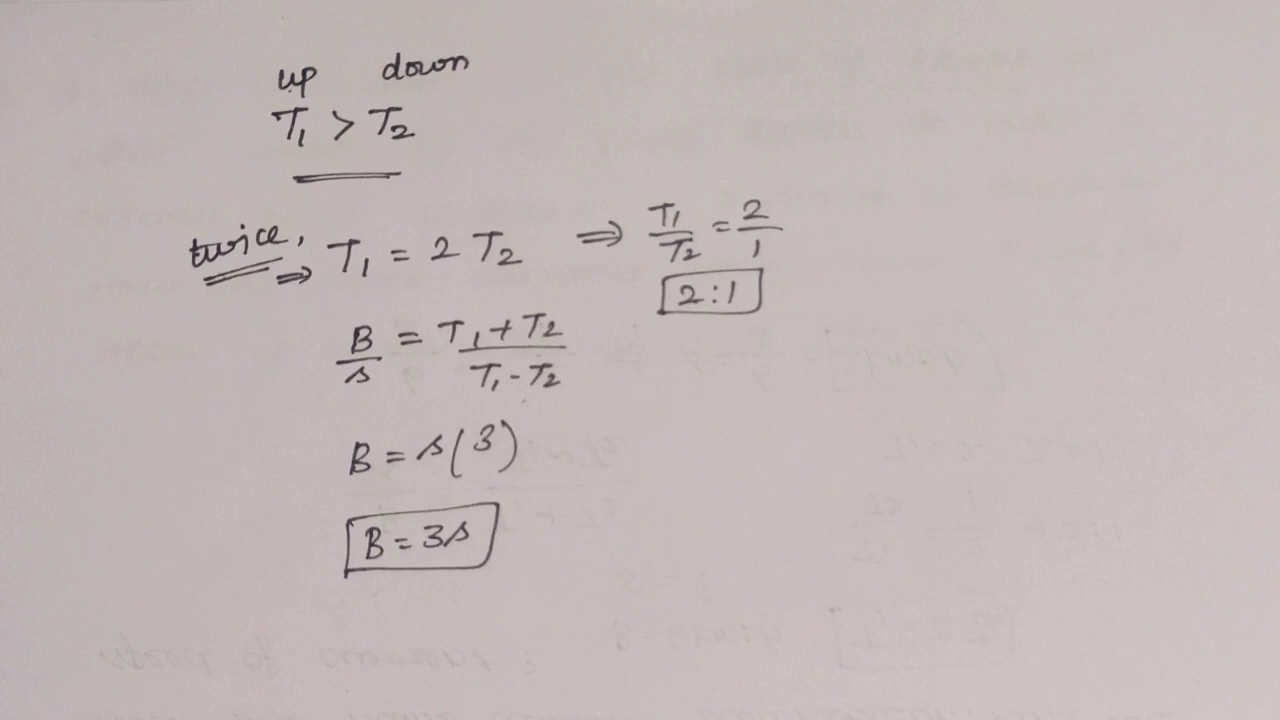 up down
T₁ > T₂
twice, ⇒ T₁ = 2 T₂ ⇒ T₁/T₂ = 2/1
2:1
B/s = T₁ + T₂ / T₁ - T₂
B = s(3)
B = 3s